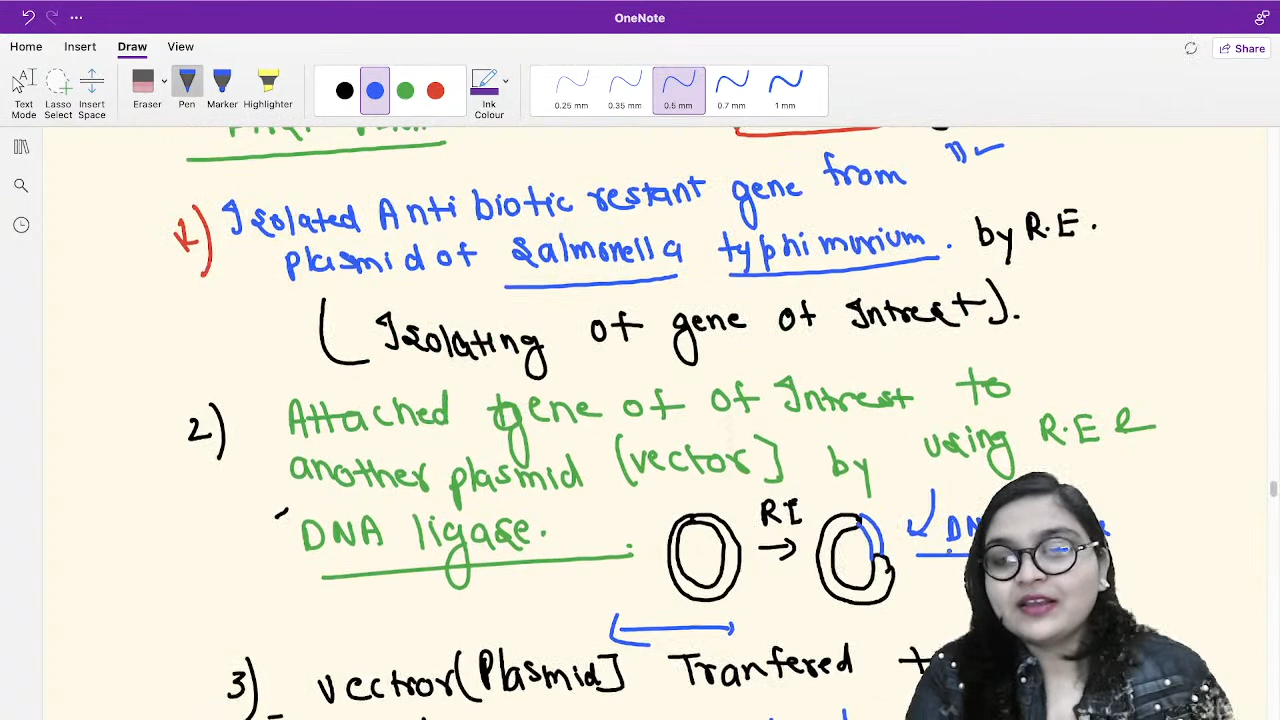 OneNote
Home Insert Draw View
Share
Text Mode
Lasso Select
Insert Space
Eraser
Pen
Marker
Highlighter
Ink Colour
0.25 mm
0.35 mm
0.5 mm
0.7 mm
1 mm
1) Isolated Anti biotic restant gene from
plasmid of Salmonella typhimurium. by R.E.
(Isolating of gene of Intrest).
2) Attached gene of of Intrest to
another plasmid (vector) by using R.E &
DNA ligase.
RE
DN
3) vector(Plasmid) Tranfered